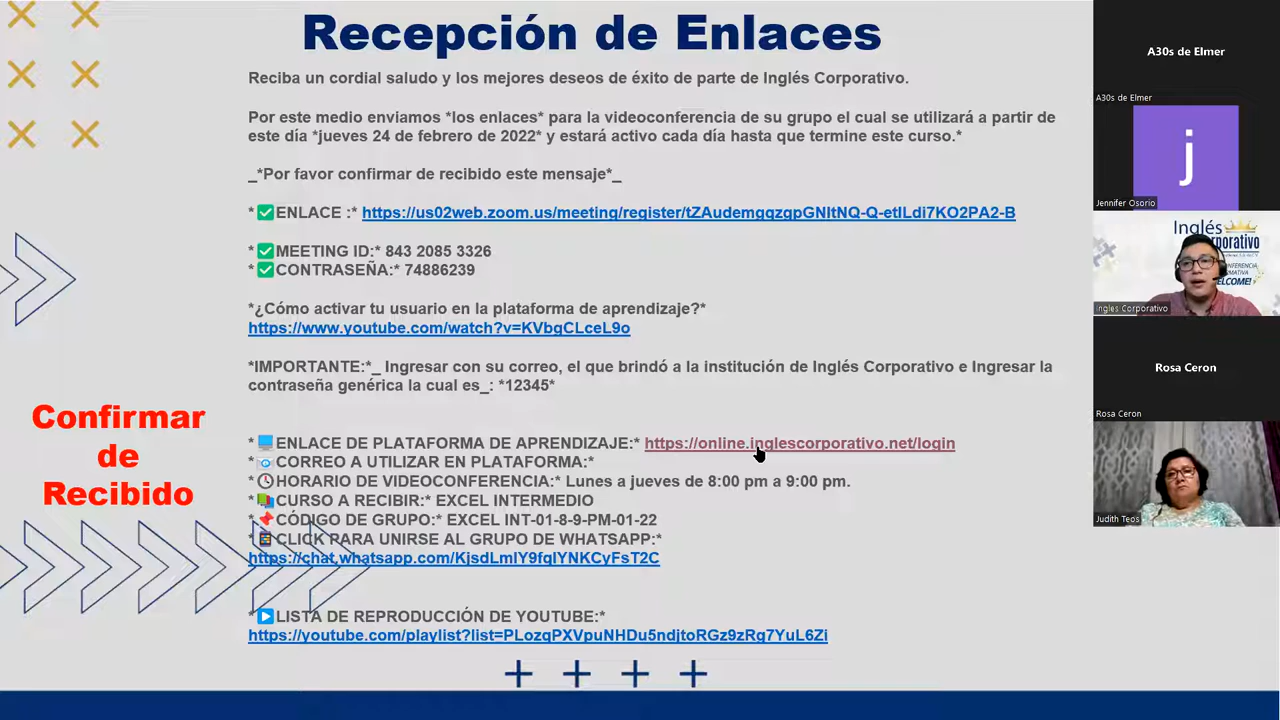 Recepción de Enlaces
Reciba un cordial saludo y los mejores deseos de éxito de parte de Inglés Corporativo.
Por este medio enviamos *los enlaces* para la videoconferencia de su grupo el cual se utilizará a partir de
este día *jueves 24 de febrero de 2022* y estará activo cada día hasta que termine este curso.*
_*Por favor confirmar de recibido este mensaje*_
*✅ENLACE :* https://us02web.zoom.us/meeting/register/tZAudemgqzgpGNItNQ-Q-etILdi7KO2PA2-B
*✅MEETING ID:* 843 2085 3326
*✅CONTRASEÑA:* 74886239
*¿Cómo activar tu usuario en la plataforma de aprendizaje?*
https://www.youtube.com/watch?v=KVbgCLceL9o
*IMPORTANTE:*_ Ingresar con su correo, el que brindó a la institución de Inglés Corporativo e Ingresar la
contraseña genérica la cual es_: *12345*
Confirmar
de
Recibido
*🖥️ENLACE DE PLATAFORMA DE APRENDIZAJE:* https://online.inglescorporativo.net/login
*📧CORREO A UTILIZAR EN PLATAFORMA:*
*🕓HORARIO DE VIDEOCONFERENCIA:* Lunes a jueves de 8:00 pm a 9:00 pm.
*📚CURSO A RECIBIR:* EXCEL INTERMEDIO
*📌CÓDIGO DE GRUPO:* EXCEL INT-01-8-9-PM-01-22
*📱CLICK PARA UNIRSE AL GRUPO DE WHATSAPP:*
https://chat.whatsapp.com/KjsdLmlY9fqIYNKCyFsT2C
*▶️LISTA DE REPRODUCCIÓN DE YOUTUBE:*
https://youtube.com/playlist?list=PLozqPXVpuNHDu5ndjtoRGz9zRg7YuL6Zi
A30s de Elmer
A30s de Elmer
j
Jennifer Osorio
Inglés
Ingles Corporativo
Rosa Ceron
Rosa Ceron
Judith Teos